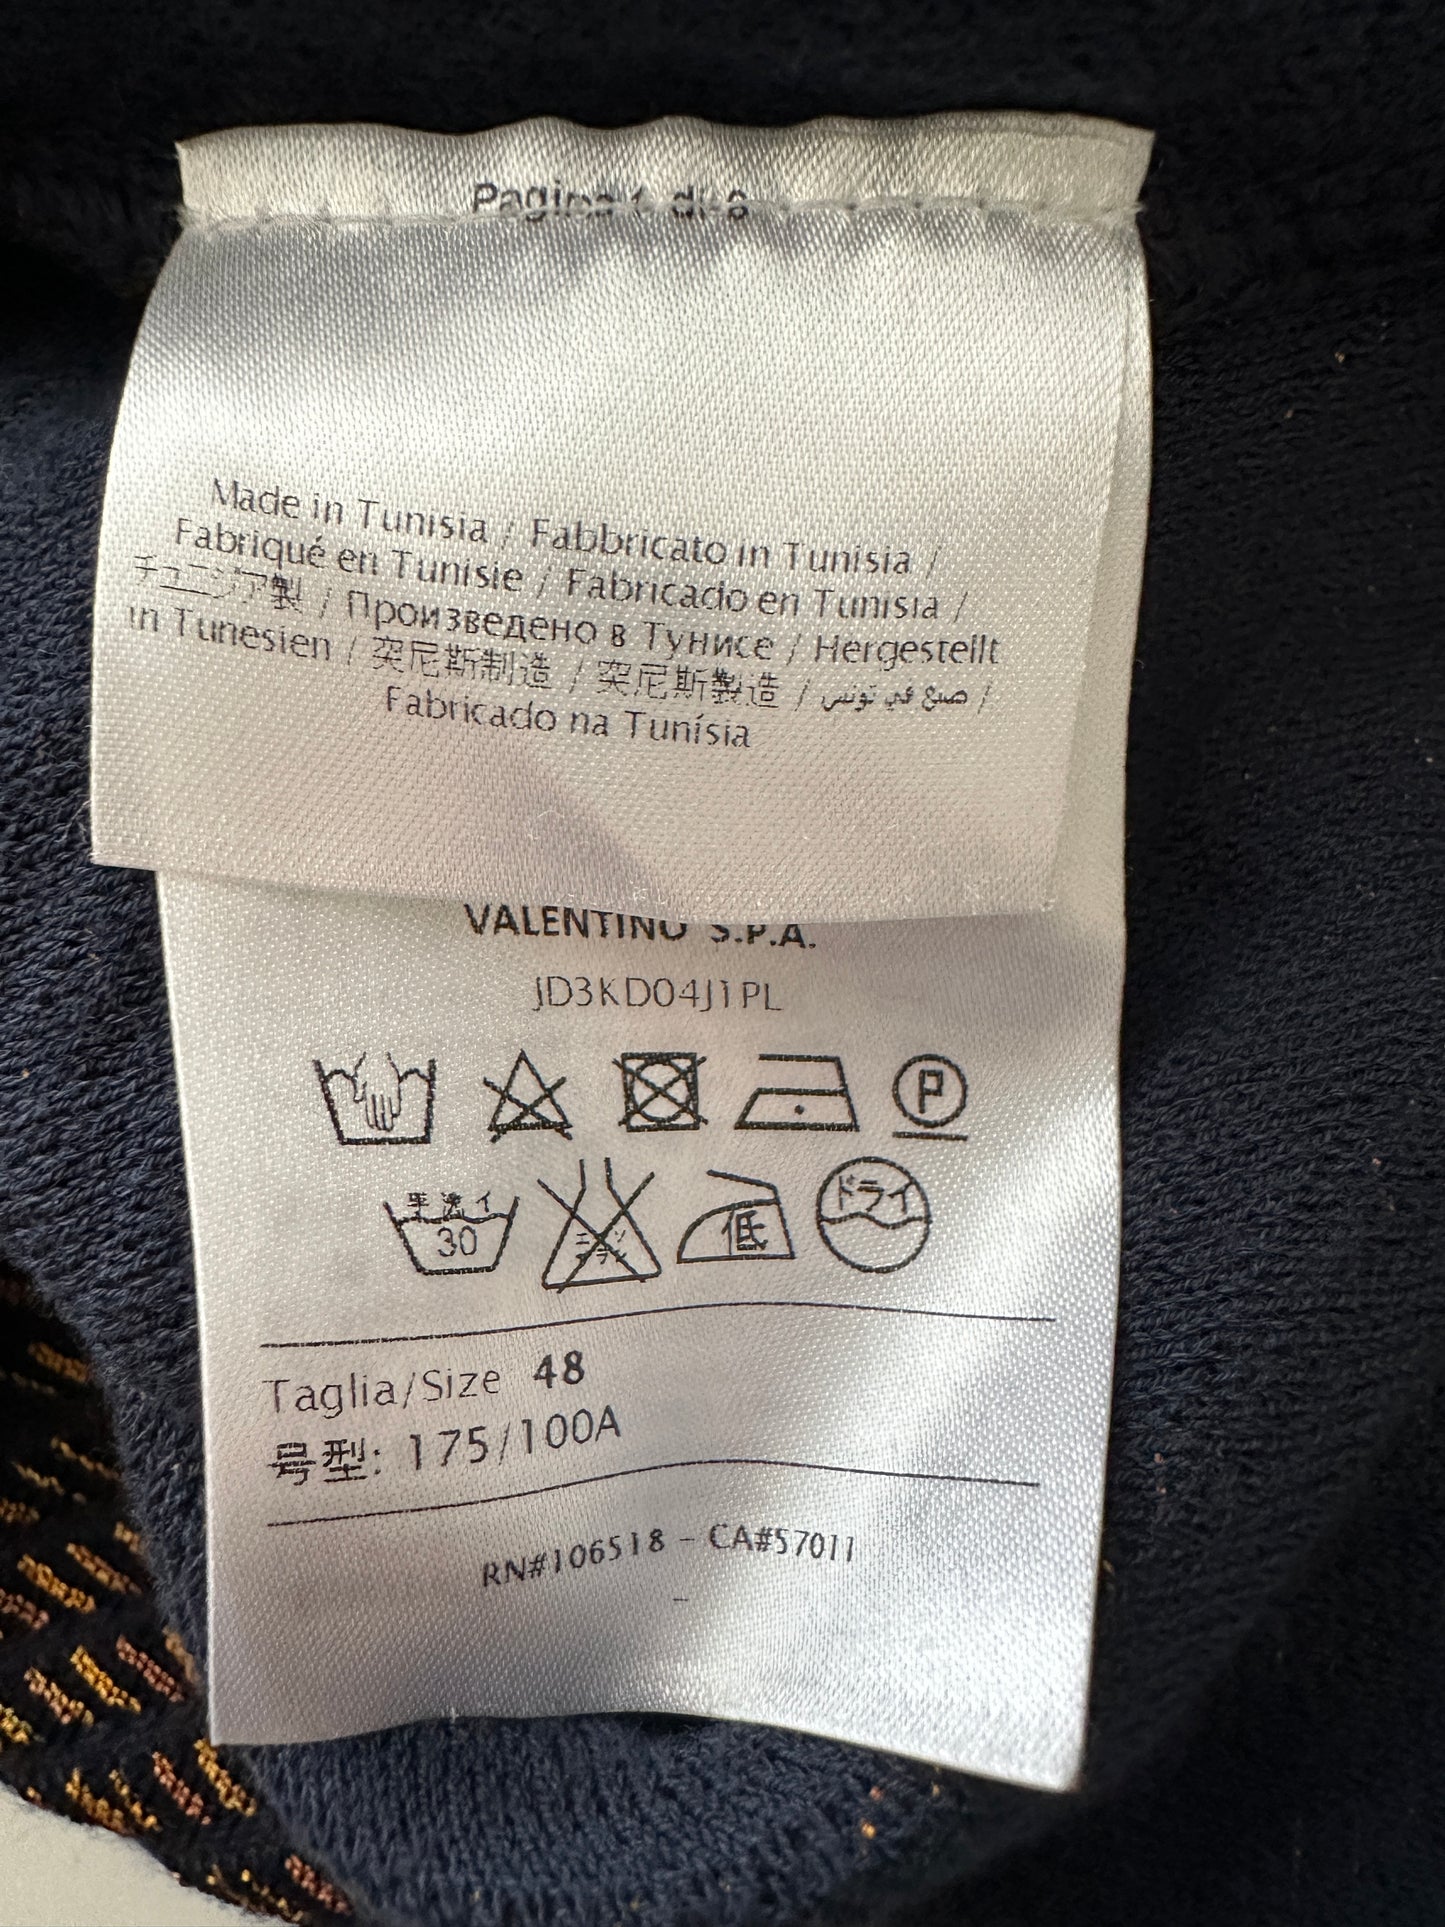 Pagina 1 di 8
Made in Tunisia / Fabbricato in Tunisia /
Fabriqué en Tunisie / Fabricado en Tunisia /
チュニジア製 / Произведено в Тунисе / Hergestellt
in Tunesien / 突尼斯制造 / 突尼斯製造 / صنع في تونس /
Fabricado na Tunísia
VALENTINO S.P.A.
JD3KD04J1PL
P
30
低
ドライ
Taglia/Size 48
号型: 175/100A
RN#106518 - CA#57011
-